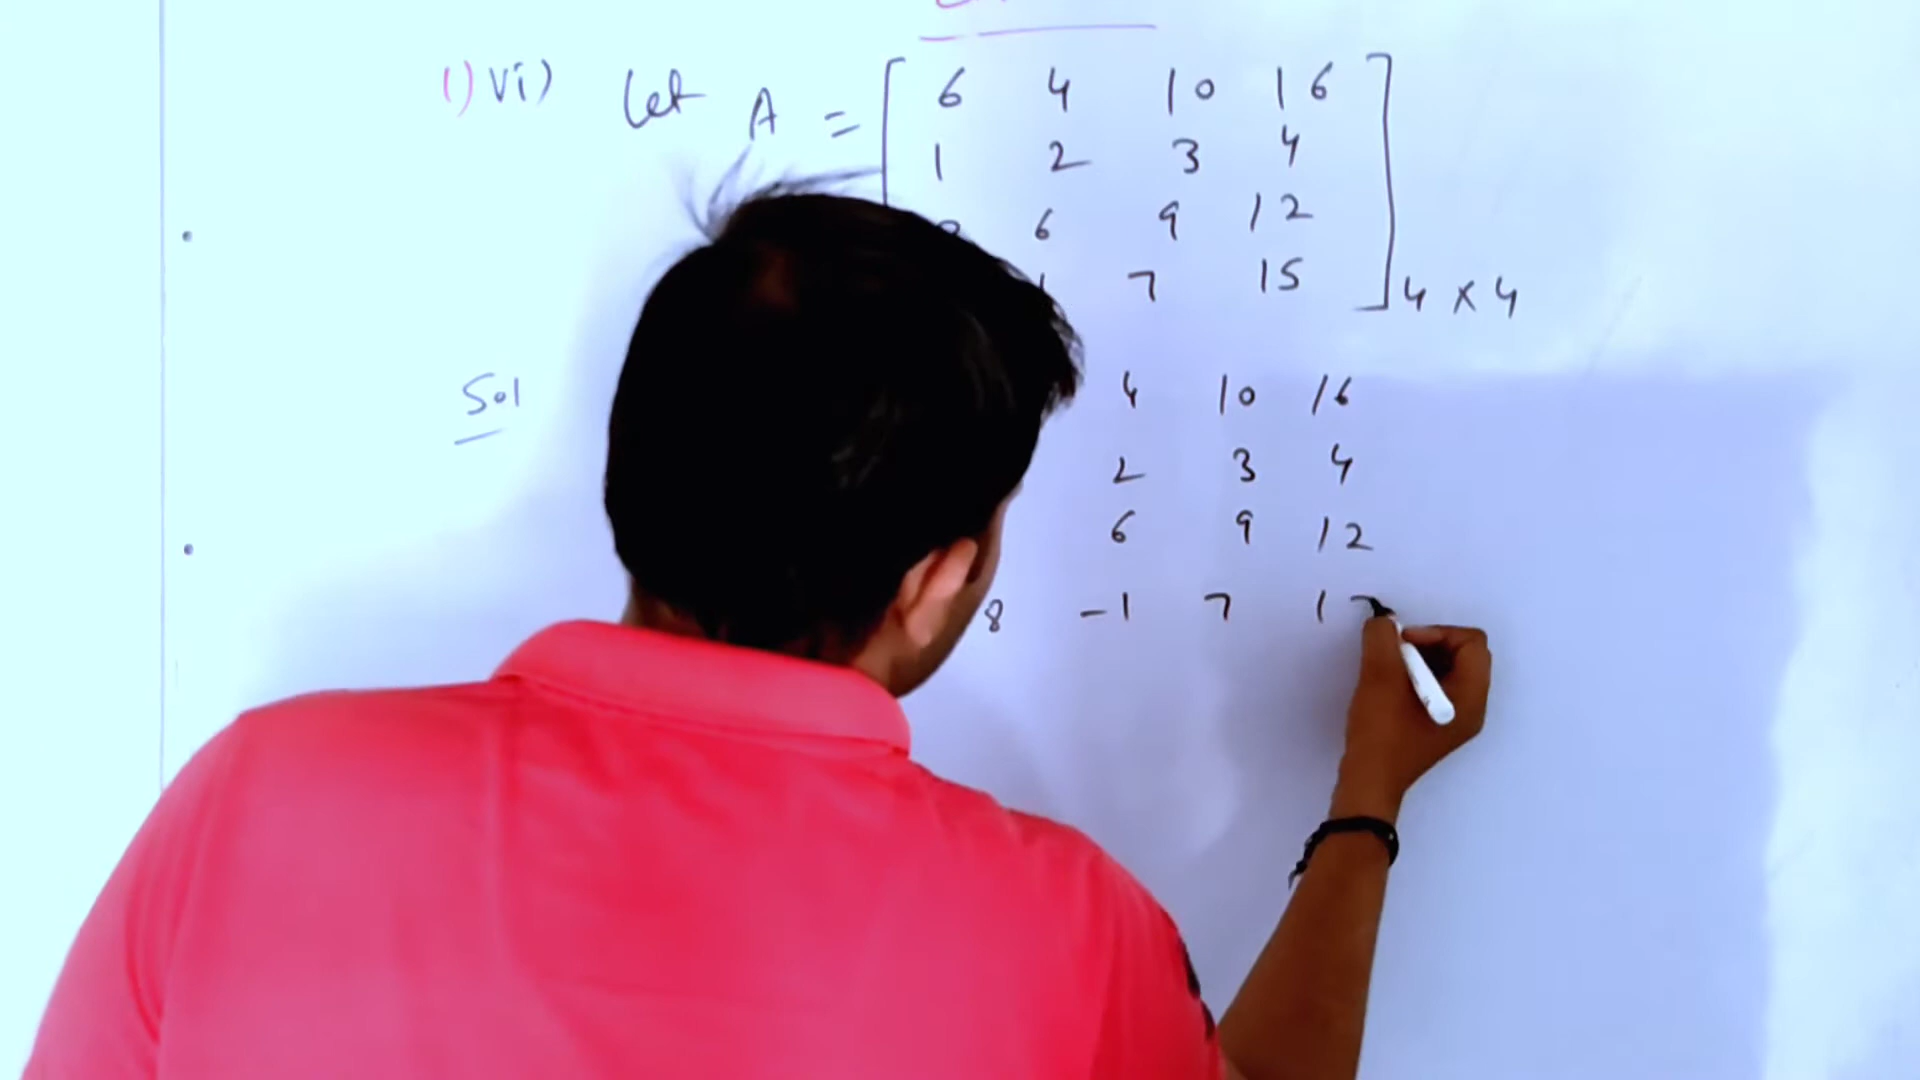 1) vi) Let A = [ 6 4 10 16
1 2 3 4
6 9 12
7 15 ] 4 x 4
Sol
4 10 16
2 3 4
6 9 12
8 -1 7 1